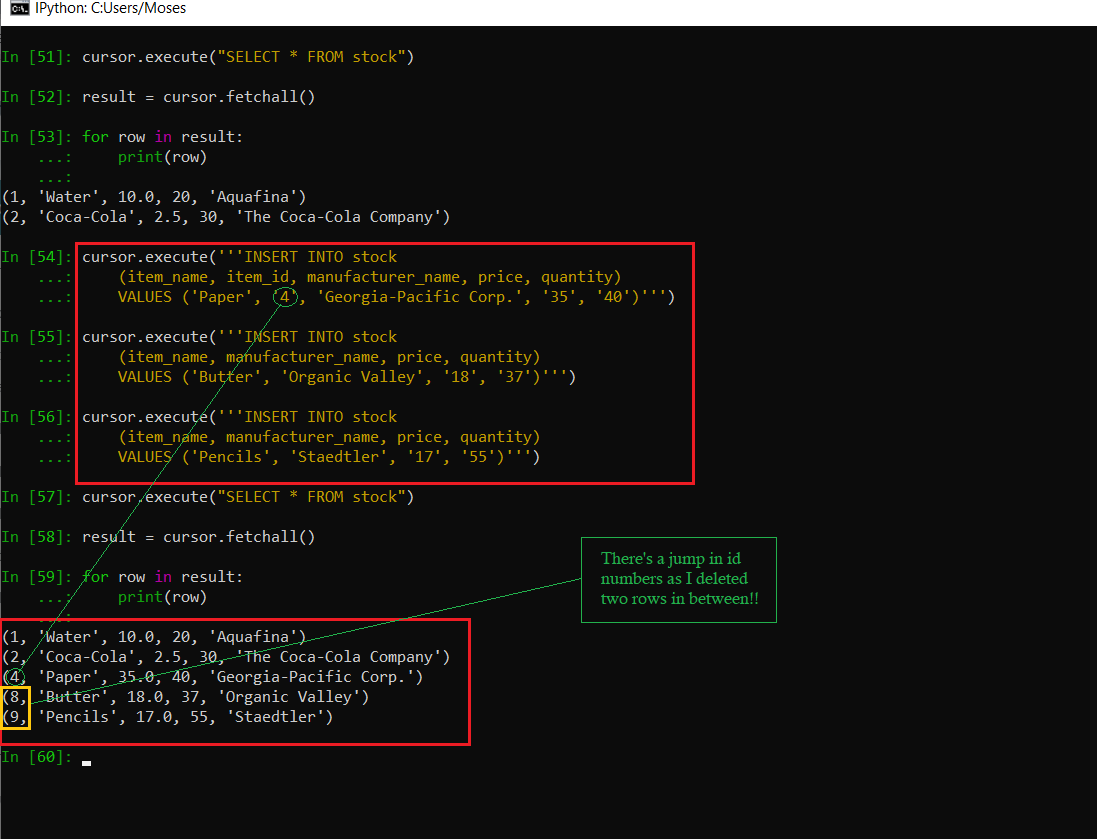 IPython: C:Users/Moses
In [51]: cursor.execute("SELECT * FROM stock")
In [52]: result = cursor.fetchall()
In [53]: for row in result:
...: print(row)
...:
(1, 'Water', 10.0, 20, 'Aquafina')
(2, 'Coca-Cola', 2.5, 30, 'The Coca-Cola Company')
In [54]: cursor.execute('''INSERT INTO stock
...: (item_name, item_id, manufacturer_name, price, quantity)
...: VALUES ('Paper', '4', 'Georgia-Pacific Corp.', '35', '40')''')
In [55]: cursor.execute('''INSERT INTO stock
...: (item_name, manufacturer_name, price, quantity)
...: VALUES ('Butter', 'Organic Valley', '18', '37')''')
In [56]: cursor.execute('''INSERT INTO stock
...: (item_name, manufacturer_name, price, quantity)
...: VALUES ('Pencils', 'Staedtler', '17', '55')''')
In [57]: cursor.execute("SELECT * FROM stock")
In [58]: result = cursor.fetchall()
In [59]: for row in result:
...: print(row)
...:
There's a jump in id
numbers as I deleted
two rows in between!!
(1, 'Water', 10.0, 20, 'Aquafina')
(2, 'Coca-Cola', 2.5, 30, 'The Coca-Cola Company')
(4, 'Paper', 35.0, 40, 'Georgia-Pacific Corp.')
(8, 'Butter', 18.0, 37, 'Organic Valley')
(9, 'Pencils', 17.0, 55, 'Staedtler')
In [60]: